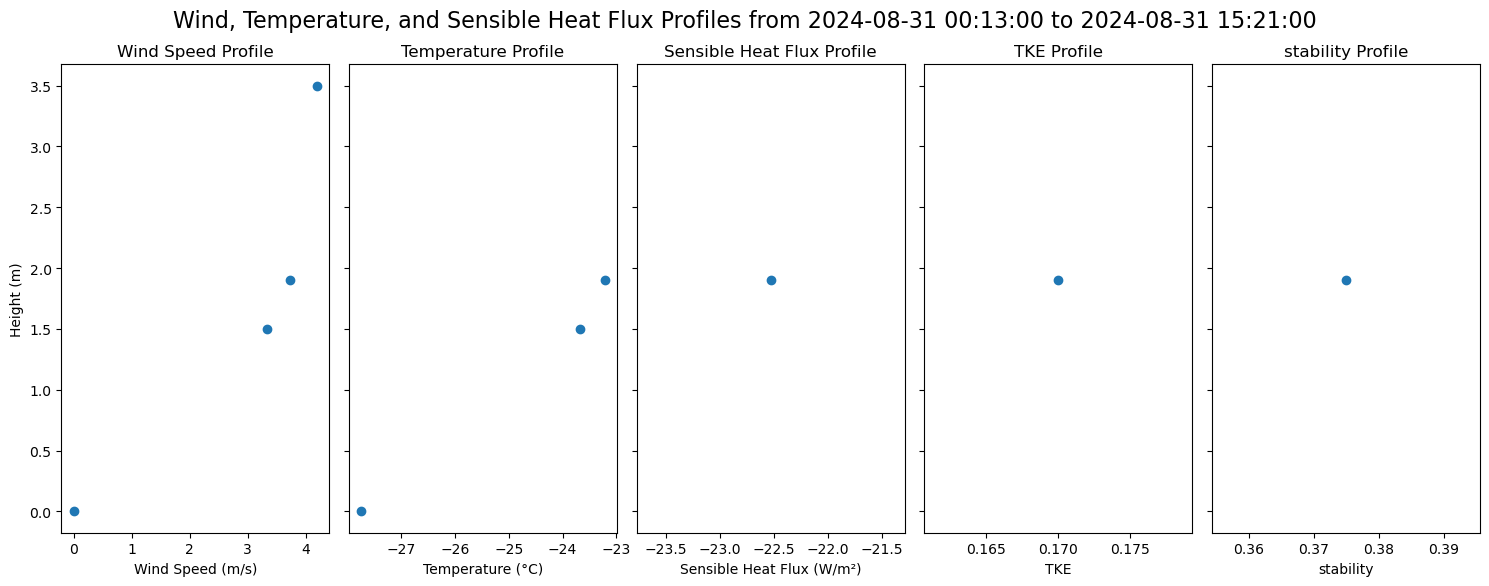 Wind, Temperature, and Sensible Heat Flux Profiles from 2024-08-31 00:13:00 to 2024-08-31 15:21:00
Wind Speed Profile
Temperature Profile
Sensible Heat Flux Profile
TKE Profile
stability Profile
Height (m)
3.5
3.0
2.5
2.0
1.5
1.0
0.5
0.0
0 1 2 3 4
−27 −26 −25 −24 −23
−23.5 −23.0 −22.5 −22.0 −21.5
0.165 0.170 0.175
0.36 0.37 0.38 0.39
Wind Speed (m/s)
Temperature (°C)
Sensible Heat Flux (W/m²)
TKE
stability